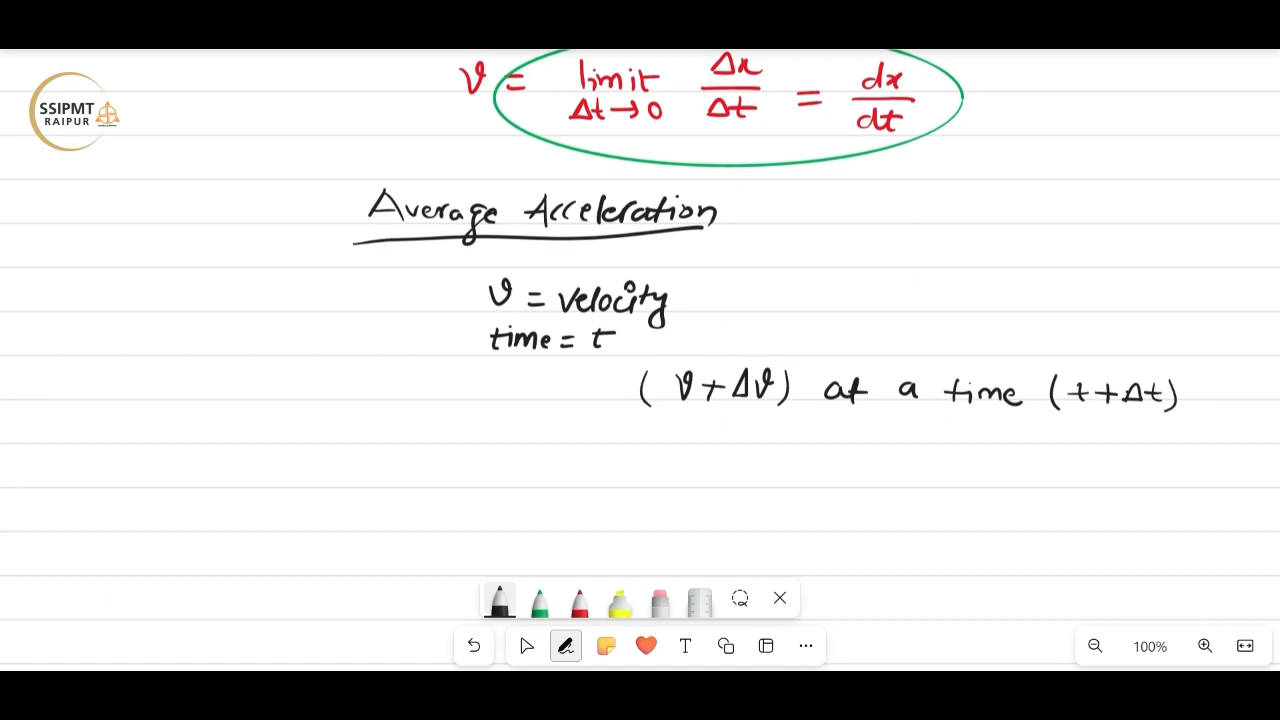 SSIPMT
RAIPUR
v = limit Δt→0 Δx/Δt = dx/dt
Average Acceleration
v = velocity
time = t
(v+Δv) at a time (t+Δt)
100%